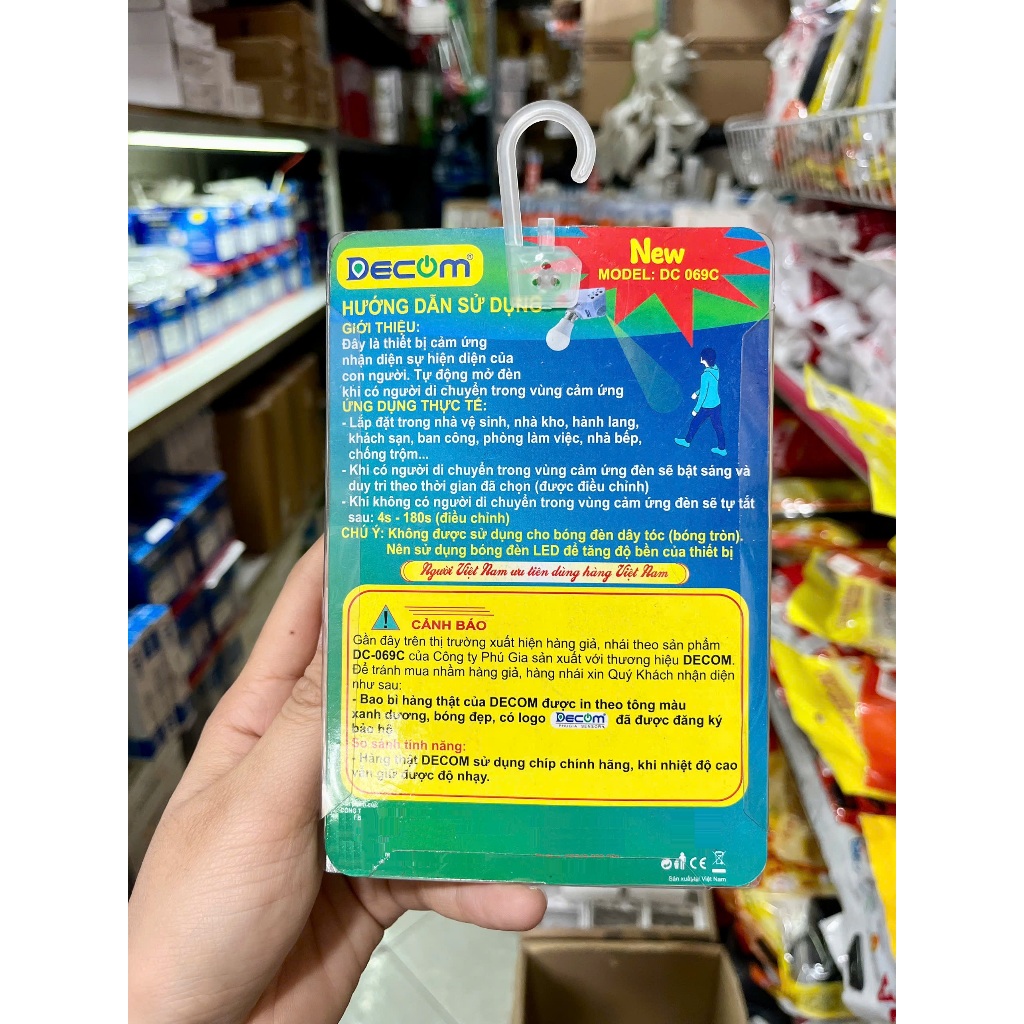 DECOM®
New
MODEL: DC 069C
HƯỚNG DẪN SỬ DỤNG
GIỚI THIỆU:
Đây là thiết bị cảm ứng
nhận diện sự hiện diện của
con người. Tự động mở đèn
khi có người di chuyển trong vùng cảm ứng
ỨNG DỤNG THỰC TẾ:
- Lắp đặt trong nhà vệ sinh, nhà kho, hành lang,
khách sạn, ban công, phòng làm việc, nhà bếp,
chống trộm...
- Khi có người di chuyển trong vùng cảm ứng đèn sẽ bật sáng và
duy trì theo thời gian đã chọn (được điều chỉnh)
- Khi không có người di chuyển trong vùng cảm ứng đèn sẽ tự tắt
sau: 4s - 180s (điều chỉnh)
CHÚ Ý: Không được sử dụng cho bóng đèn dây tóc (bóng tròn).
Nên sử dụng bóng đèn LED để tăng độ bền của thiết bị
Người Việt Nam ưu tiên dùng hàng Việt Nam
CẢNH BÁO
Gần đây trên thị trường xuất hiện hàng giả, nhái theo sản phẩm
DC-069C của Công ty Phú Gia sản xuất với thương hiệu DECOM.
Để tránh mua nhầm hàng giả, hàng nhái xin Quý Khách nhận diện
như sau:
- Bao bì hàng thật của DECOM được in theo tông màu
xanh dương, bóng đẹp, có logo DECOM đã được đăng ký
bảo hộ
So sánh tính năng:
- Hàng thật DECOM sử dụng chíp chính hãng, khi nhiệt độ cao
vẫn giữ được độ nhạy.
CE
Sản xuất tại Việt Nam